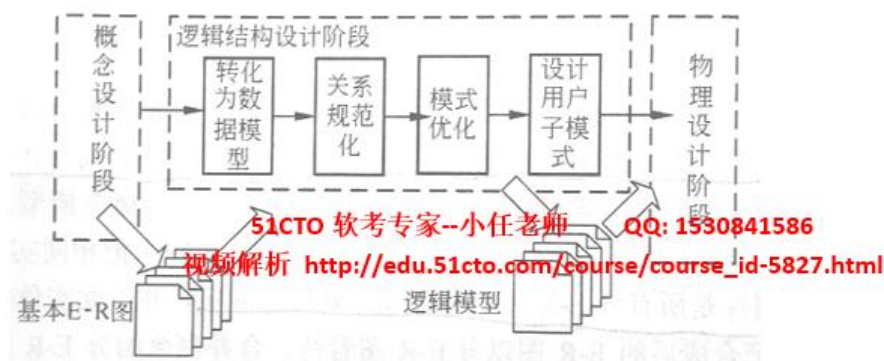 概念设计阶段
逻辑结构设计阶段
转化为数据模型
关系规范化
模式优化
设计用户子模式
物理设计阶段
51CTO 软考专家--小任老师 QQ: 1530841586
视频解析 http://edu.51cto.com/course/course_id-5827.html
基本E-R图
逻辑模型